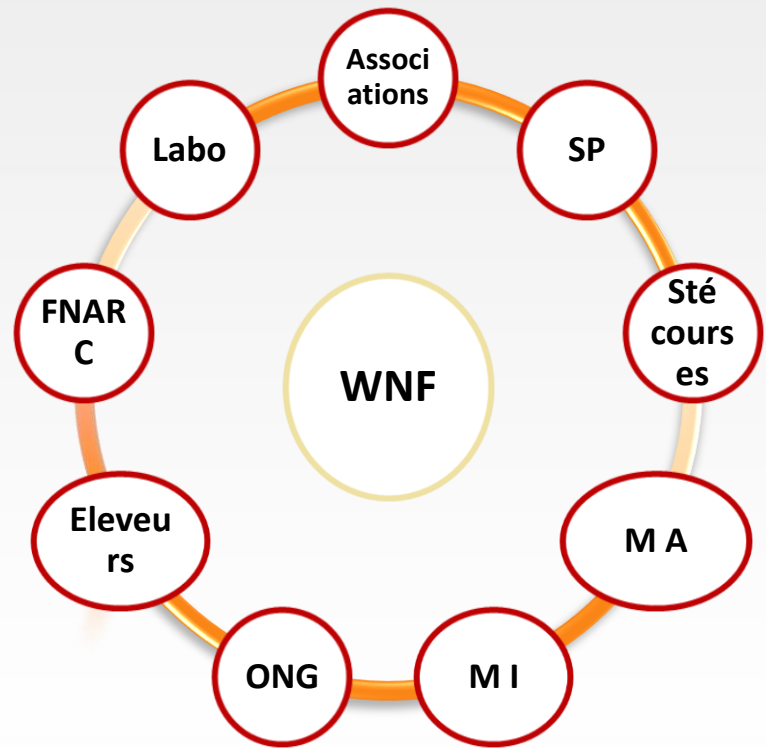 Associ
ations
SP
Sté
cours
es
M A
M I
ONG
Eleveu
rs
FNAR
C
Labo
WNF